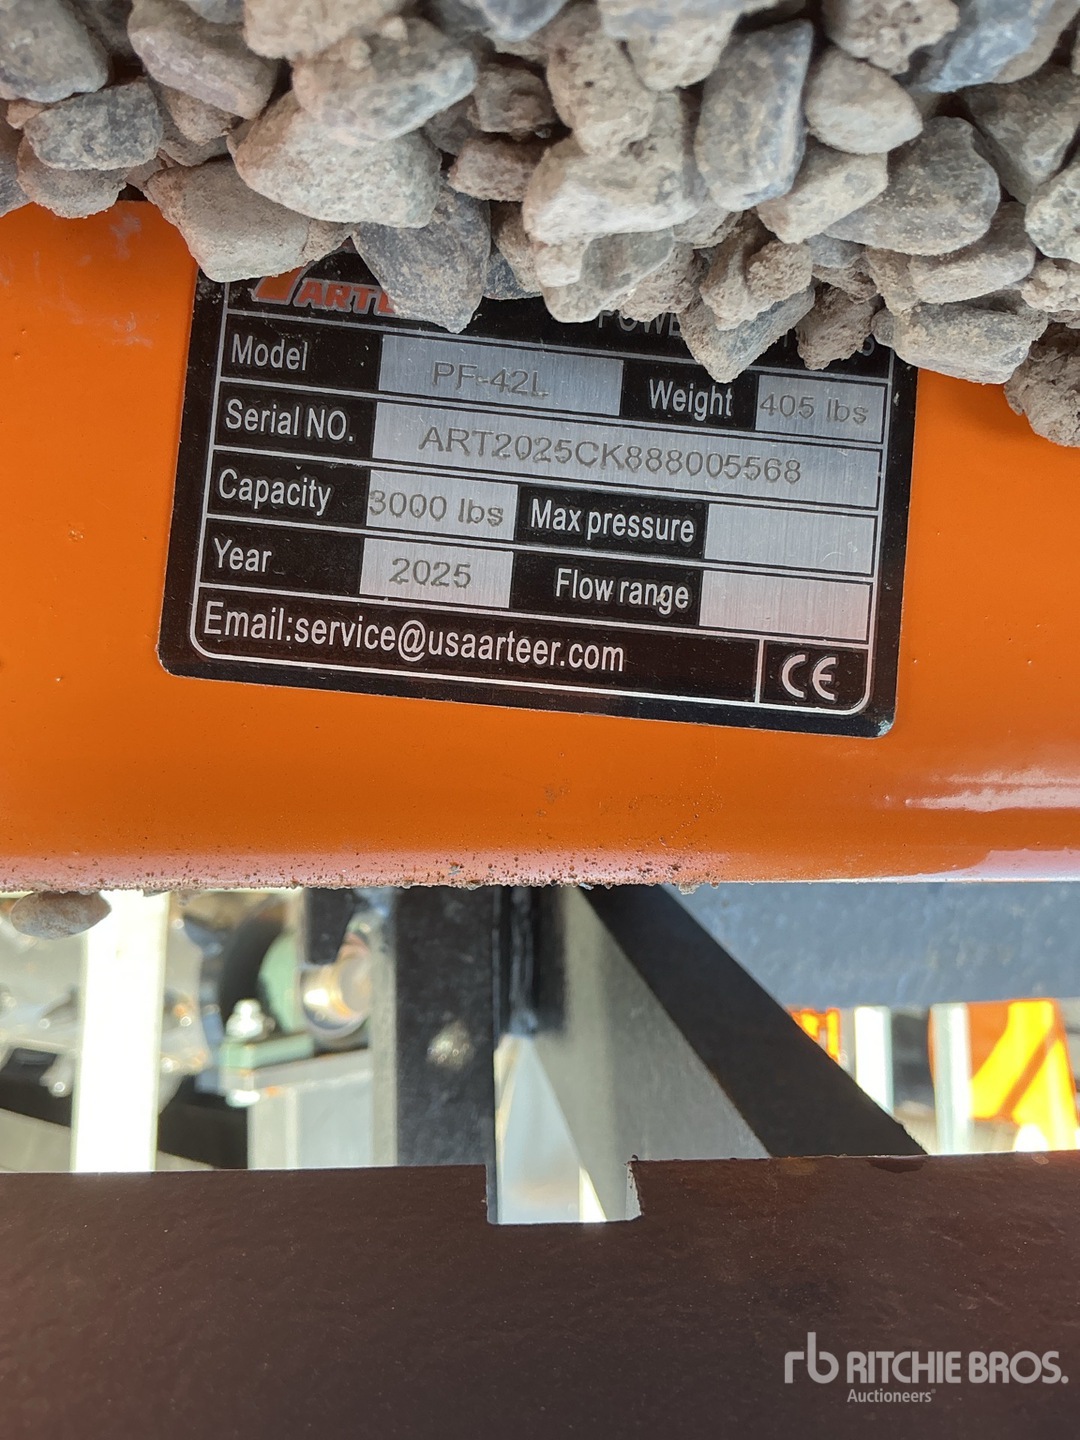 Model PF-42L Weight 405 lbs
Serial NO. ART2025CK888005568
Capacity 3000 lbs Max pressure
Year 2025 Flow range
Email:service@usaarteer.com CE
rb RITCHIE BROS.
Auctioneers